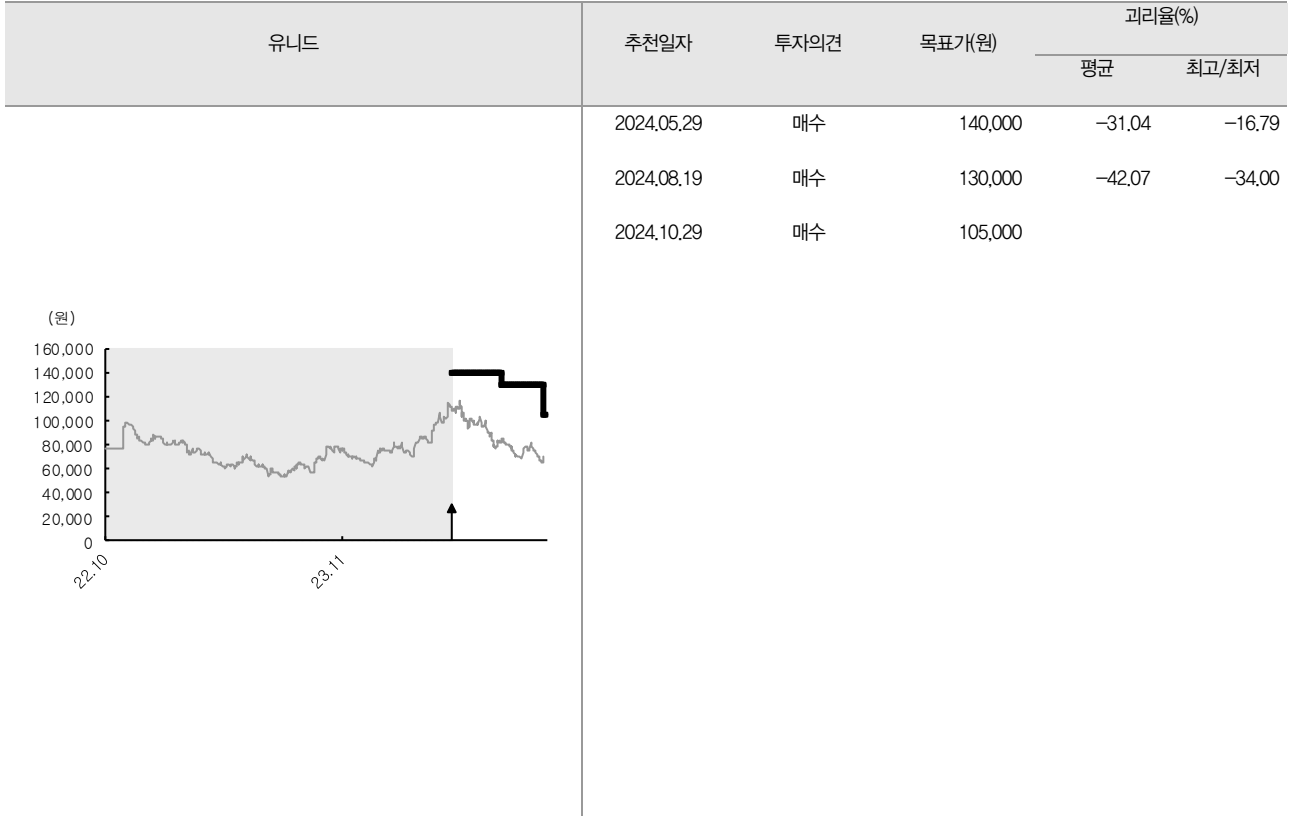 유니드
추천일자
투자의견
목표가(원)
괴리율(%)
평균
최고/최저
2024.05.29 매수 140,000 −31.04 −16.79
2024.08.19 매수 130,000 −42.07 −34.00
2024.10.29 매수 105,000
(원)
160,000
140,000
120,000
100,000
80,000
60,000
40,000
20,000
0
22.10
23.11